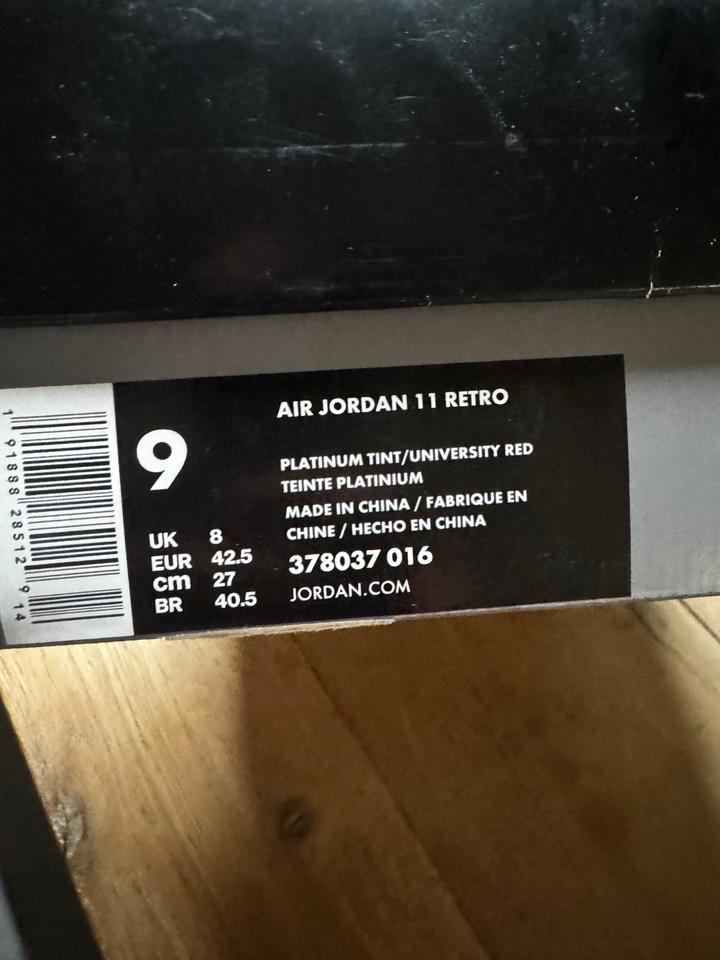 1 91888 28512 9 14
9
UK 8
EUR 42.5
cm 27
BR 40.5
AIR JORDAN 11 RETRO
PLATINUM TINT/UNIVERSITY RED
TEINTE PLATINIUM
MADE IN CHINA / FABRIQUE EN
CHINE / HECHO EN CHINA
378037 016
JORDAN.COM